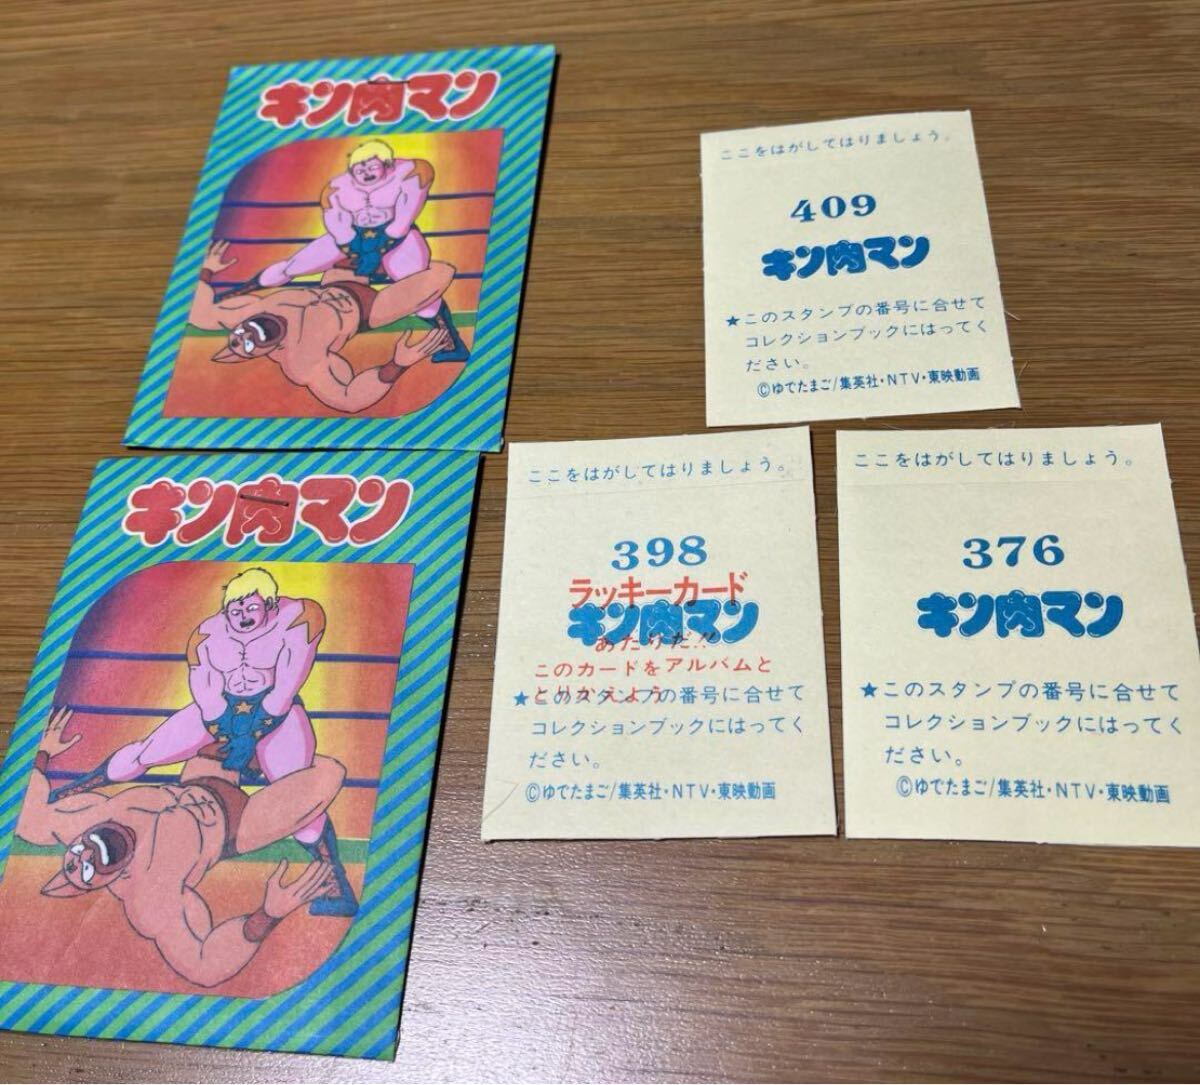 キン肉マン
キン肉マン
ここをはがしてはりましょう。
409
キン肉マン
★このスタンプの番号に合せて
コレクションブックにはってく
ださい。
©ゆでたまご/集英社・NTV・東映動画
ここをはがしてはりましょう。
398
ラッキーカード
キン肉マン
あたりだ!!
このカードをアルバムと
とりかえよう
★このスタンプの番号に合せて
コレクションブックにはってく
ださい。
©ゆでたまご/集英社・NTV・東映動画
ここをはがしてはりましょう。
376
キン肉マン
★このスタンプの番号に合せて
コレクションブックにはってく
ださい。
©ゆでたまご/集英社・NTV・東映動画